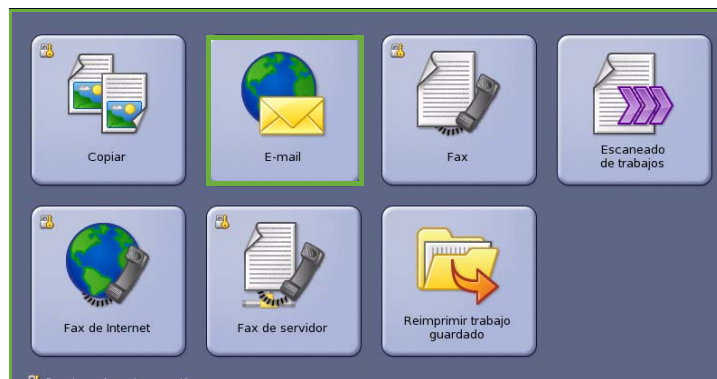 Copiar
E-mail
Fax
Escaneado
de trabajos
Fax de Internet
Fax de servidor
Reimprimir trabajo
guardado